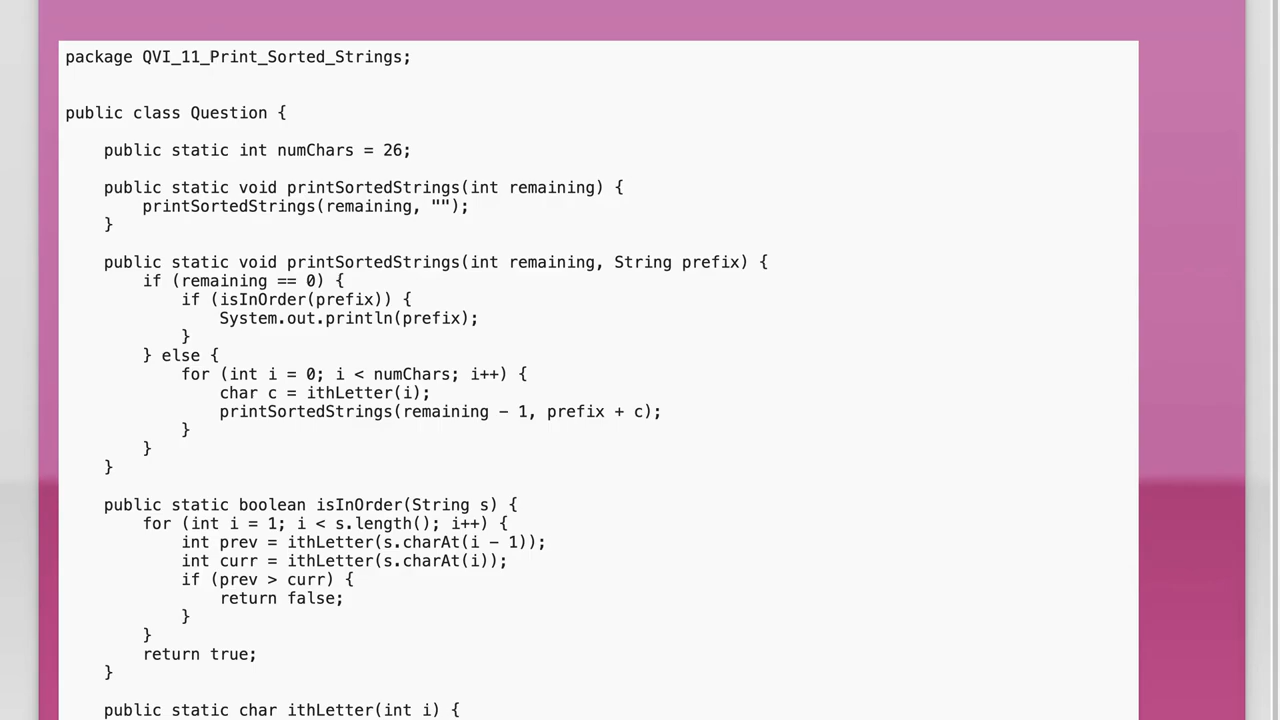 package QVI_11_Print_Sorted_Strings;
public class Question {
public static int numChars = 26;
public static void printSortedStrings(int remaining) {
printSortedStrings(remaining, "");
}
public static void printSortedStrings(int remaining, String prefix) {
if (remaining == 0) {
if (isInOrder(prefix)) {
System.out.println(prefix);
}
} else {
for (int i = 0; i < numChars; i++) {
char c = ithLetter(i);
printSortedStrings(remaining - 1, prefix + c);
}
}
}
public static boolean isInOrder(String s) {
for (int i = 1; i < s.length(); i++) {
int prev = ithLetter(s.charAt(i - 1));
int curr = ithLetter(s.charAt(i));
if (prev > curr) {
return false;
}
}
return true;
}
public static char ithLetter(int i) {